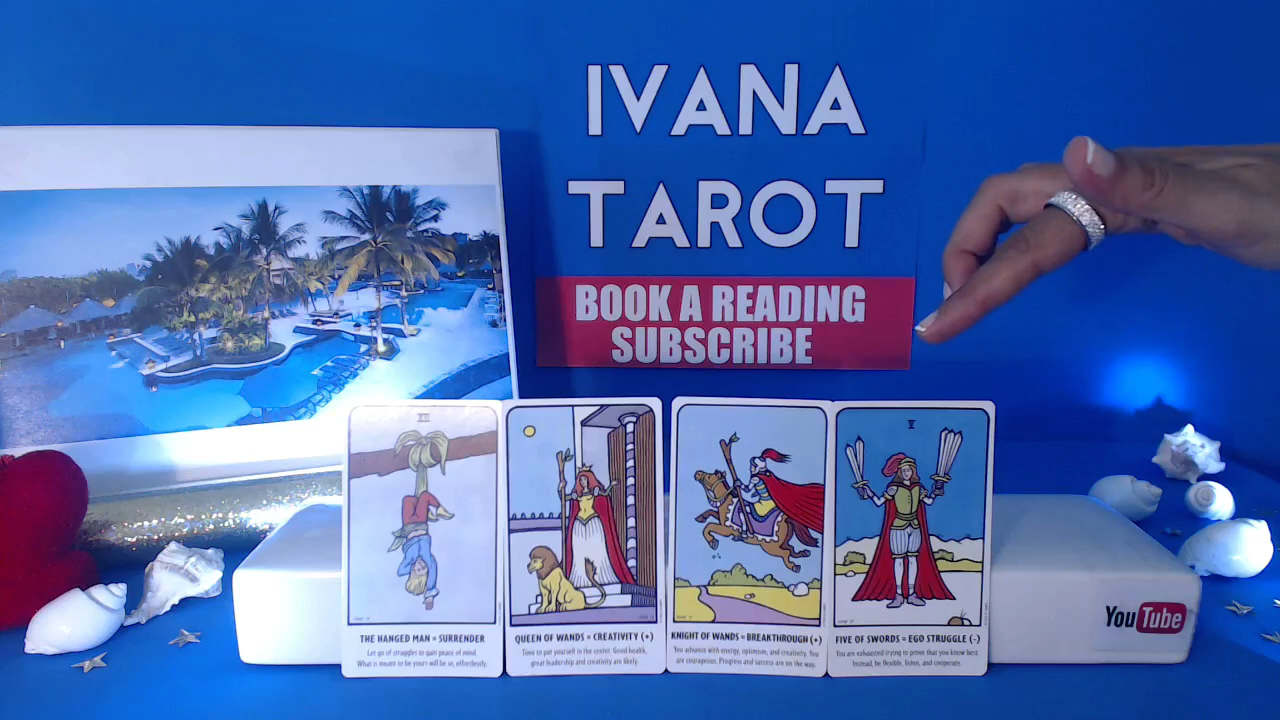 IVANA
TAROT
BOOK A READING
SUBSCRIBE
XII
THE HANGED MAN = SURRENDER
Let go of struggles to gain peace of mind.
What is meant to be yours will be so, effortlessly.
QUEEN OF WANDS = CREATIVITY (+)
Time to put yourself in the center. Good health,
great leadership and creativity are likely.
KNIGHT OF WANDS = BREAKTHROUGH (+)
You advance with energy, optimism, and creativity. You
are courageous. Progress and success are on the way.
V
FIVE OF SWORDS = EGO STRUGGLE (-)
You are exhausted trying to prove that you know best.
Instead, be flexible, listen, and cooperate.
YouTube